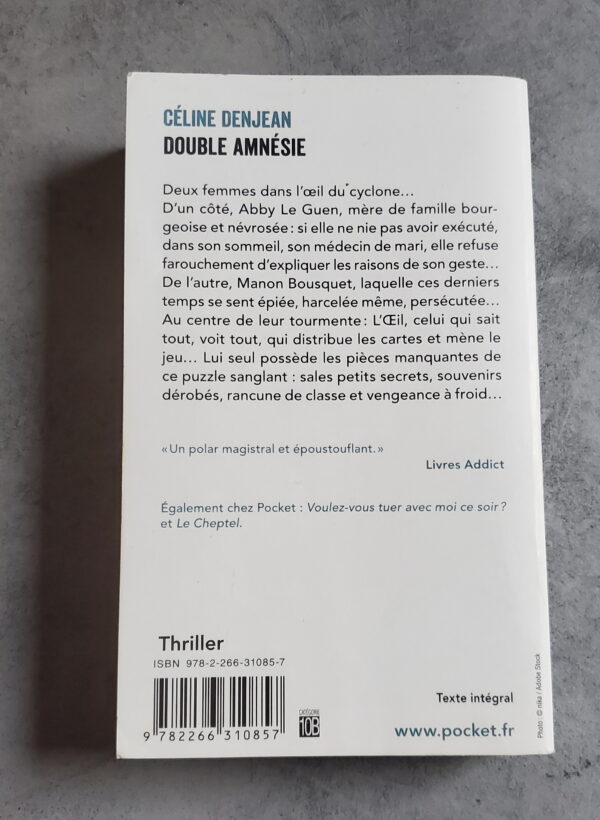 CÉLINE DENJEAN
DOUBLE AMNÉSIE
Deux femmes dans l'œil du cyclone…
D'un côté, Abby Le Guen, mère de famille bour-
geoise et névrosée : si elle ne nie pas avoir exécuté,
dans son sommeil, son médecin de mari, elle refuse
farouchement d'expliquer les raisons de son geste…
De l'autre, Manon Bousquet, laquelle ces derniers
temps se sent épiée, harcelée même, persécutée…
Au centre de leur tourmente : L'Œil, celui qui sait
tout, voit tout, qui distribue les cartes et mène le
jeu… Lui seul possède les pièces manquantes de
ce puzzle sanglant : sales petits secrets, souvenirs
dérobés, rancune de classe et vengeance à froid…
« Un polar magistral et époustouflant. »
Livres Addict
Également chez Pocket : Voulez-vous tuer avec moi ce soir ?
et Le Cheptel.
Thriller
ISBN 978-2-266-31085-7
9 782266 310857
CATÉGORIE
10B
Texte intégral
www.pocket.fr
Photo : © nika / Adobe Stock